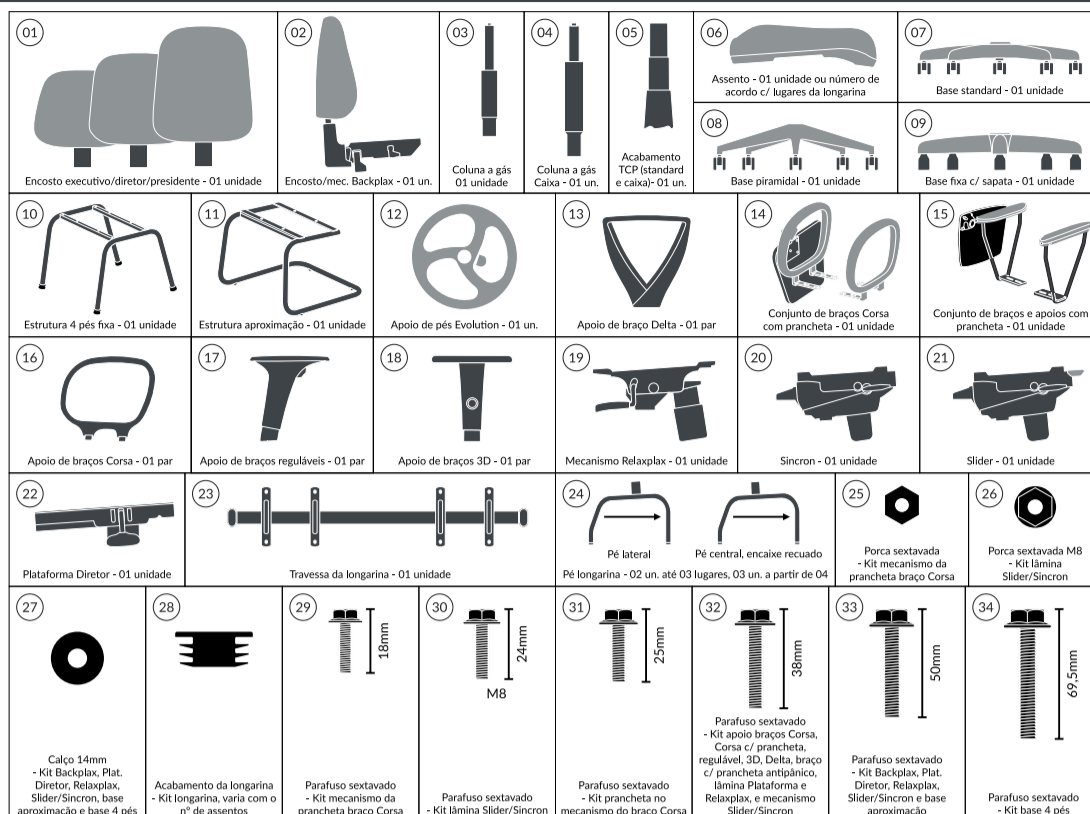 01
Encosto executivo/diretor/presidente - 01 unidade
02
Encosto/mec. Backplax - 01 un.
03
Coluna a gás
01 unidade
04
Coluna a gás
Caixa - 01 un.
05
Acabamento
TCP (standard
e caixa)- 01 un.
06
Assento - 01 unidade ou número de
acordo c/ lugares da longarina
07
Base standard - 01 unidade
08
Base piramidal - 01 unidade
09
Base fixa c/ sapata - 01 unidade
10
Estrutura 4 pés fixa - 01 unidade
11
Estrutura aproximação - 01 unidade
12
Apoio de pés Evolution - 01 un.
13
Apoio de braço Delta - 01 par
14
Conjunto de braços Corsa
com prancheta - 01 unidade
15
Conjunto de braços e apoios com
prancheta - 01 unidade
16
Apoio de braços Corsa - 01 par
17
Apoio de braços reguláveis - 01 par
18
Apoio de braços 3D - 01 par
19
Mecanismo Relaxplax - 01 unidade
20
Sincron - 01 unidade
21
Slider - 01 unidade
22
Plataforma Diretor - 01 unidade
23
Travessa da longarina - 01 unidade
24
Pé lateral
Pé central, encaixe recuado
Pé longarina - 02 un. até 03 lugares, 03 un. a partir de 04
25
Porca sextavada
- Kit mecanismo da
prancheta braço Corsa
26
Porca sextavada M8
- Kit lâmina
Slider/Sincron
27
Calço 14mm
- Kit Backplax, Plat.
Diretor, Relaxplax,
Slider/Sincron, base
aproximação e base 4 pés
28
Acabamento da longarina
- Kit longarina, varia com o
nº de assentos
29
18mm
Parafuso sextavado
- Kit mecanismo da
prancheta braço Corsa
30
24mm
M8
Parafuso sextavado
- Kit lâmina Slider/Sincron
31
25mm
Parafuso sextavado
- Kit prancheta no
mecanismo do braço Corsa
32
38mm
Parafuso sextavado
- Kit apoio braços Corsa,
Corsa c/ prancheta,
regulável, 3D, Delta, braço
c/ prancheta antipânico,
lâmina Plataforma e
Relaxplax, e mecanismo
Slider/Sincron
33
50mm
Parafuso sextavado
- Kit Backplax, Plat.
Diretor, Relaxplax,
Slider/Sincron e base
aproximação
34
69,5mm
Parafuso sextavado
- Kit base 4 pés